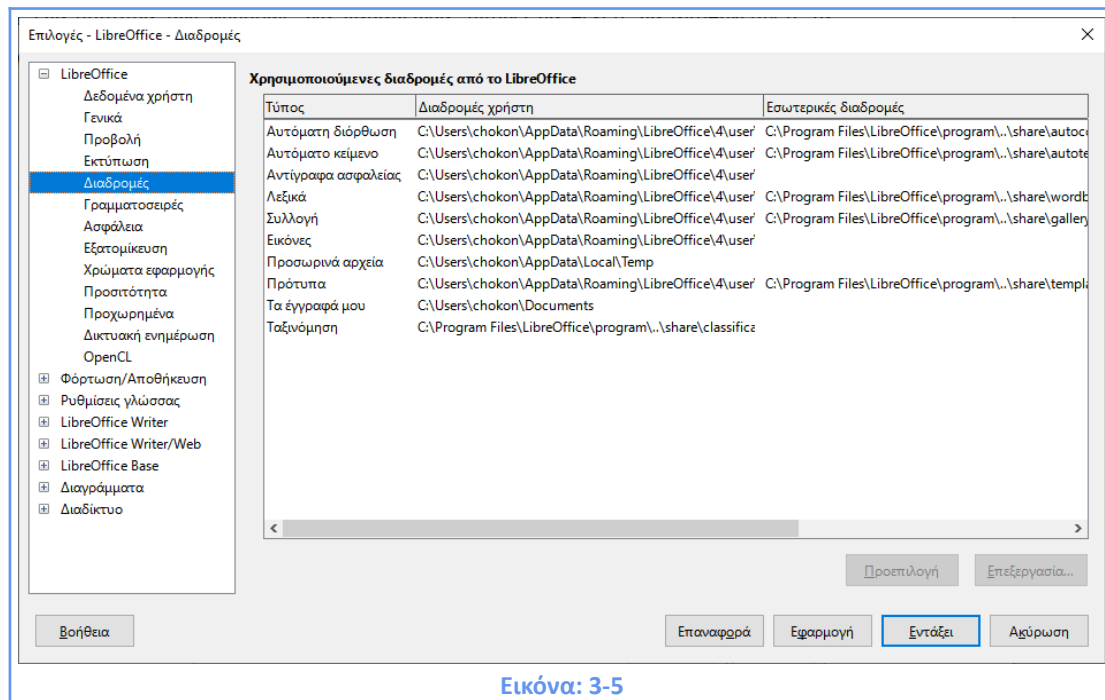 Επιλογές - LibreOffice - Διαδρομές
LibreOffice
Δεδομένα χρήστη
Γενικά
Προβολή
Εκτύπωση
Διαδρομές
Γραμματοσειρές
Ασφάλεια
Εξατομίκευση
Χρώματα εφαρμογής
Προσιτότητα
Προχωρημένα
Δικτυακή ενημέρωση
OpenCL
Φόρτωση/Αποθήκευση
Ρυθμίσεις γλώσσας
LibreOffice Writer
LibreOffice Writer/Web
LibreOffice Base
Διαγράμματα
Διαδίκτυο
Χρησιμοποιούμενες διαδρομές από το LibreOffice
Τύπος Διαδρομές χρήστη Εσωτερικές διαδρομές
Αυτόματη διόρθωση C:\Users\chokon\AppData\Roaming\LibreOffice\4\user\ C:\Program Files\LibreOffice\program\..\share\autoc
Αυτόματο κείμενο C:\Users\chokon\AppData\Roaming\LibreOffice\4\user\ C:\Program Files\LibreOffice\program\..\share\autote
Αντίγραφα ασφαλείας C:\Users\chokon\AppData\Roaming\LibreOffice\4\user\
Λεξικά C:\Users\chokon\AppData\Roaming\LibreOffice\4\user\ C:\Program Files\LibreOffice\program\..\share\wordb
Συλλογή C:\Users\chokon\AppData\Roaming\LibreOffice\4\user\ C:\Program Files\LibreOffice\program\..\share\gallery
Εικόνες C:\Users\chokon\AppData\Roaming\LibreOffice\4\user\
Προσωρινά αρχεία C:\Users\chokon\AppData\Local\Temp
Πρότυπα C:\Users\chokon\AppData\Roaming\LibreOffice\4\user\ C:\Program Files\LibreOffice\program\..\share\templa
Τα έγγραφά μου C:\Users\chokon\Documents
Ταξινόμηση C:\Program Files\LibreOffice\program\..\share\classifica
Προεπιλογή Επεξεργασία...
Βοήθεια Επαναφορά Εφαρμογή Εντάξει Ακύρωση
Εικόνα: 3-5